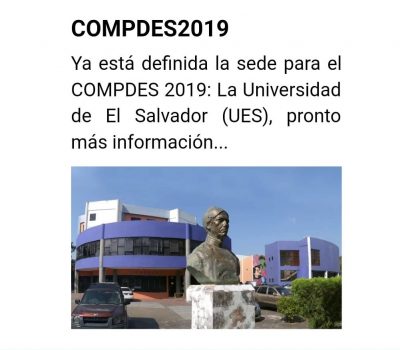 COMPDES2019
Ya está definida la sede para el
COMPDES 2019: La Universidad
de El Salvador (UES), pronto
más información...